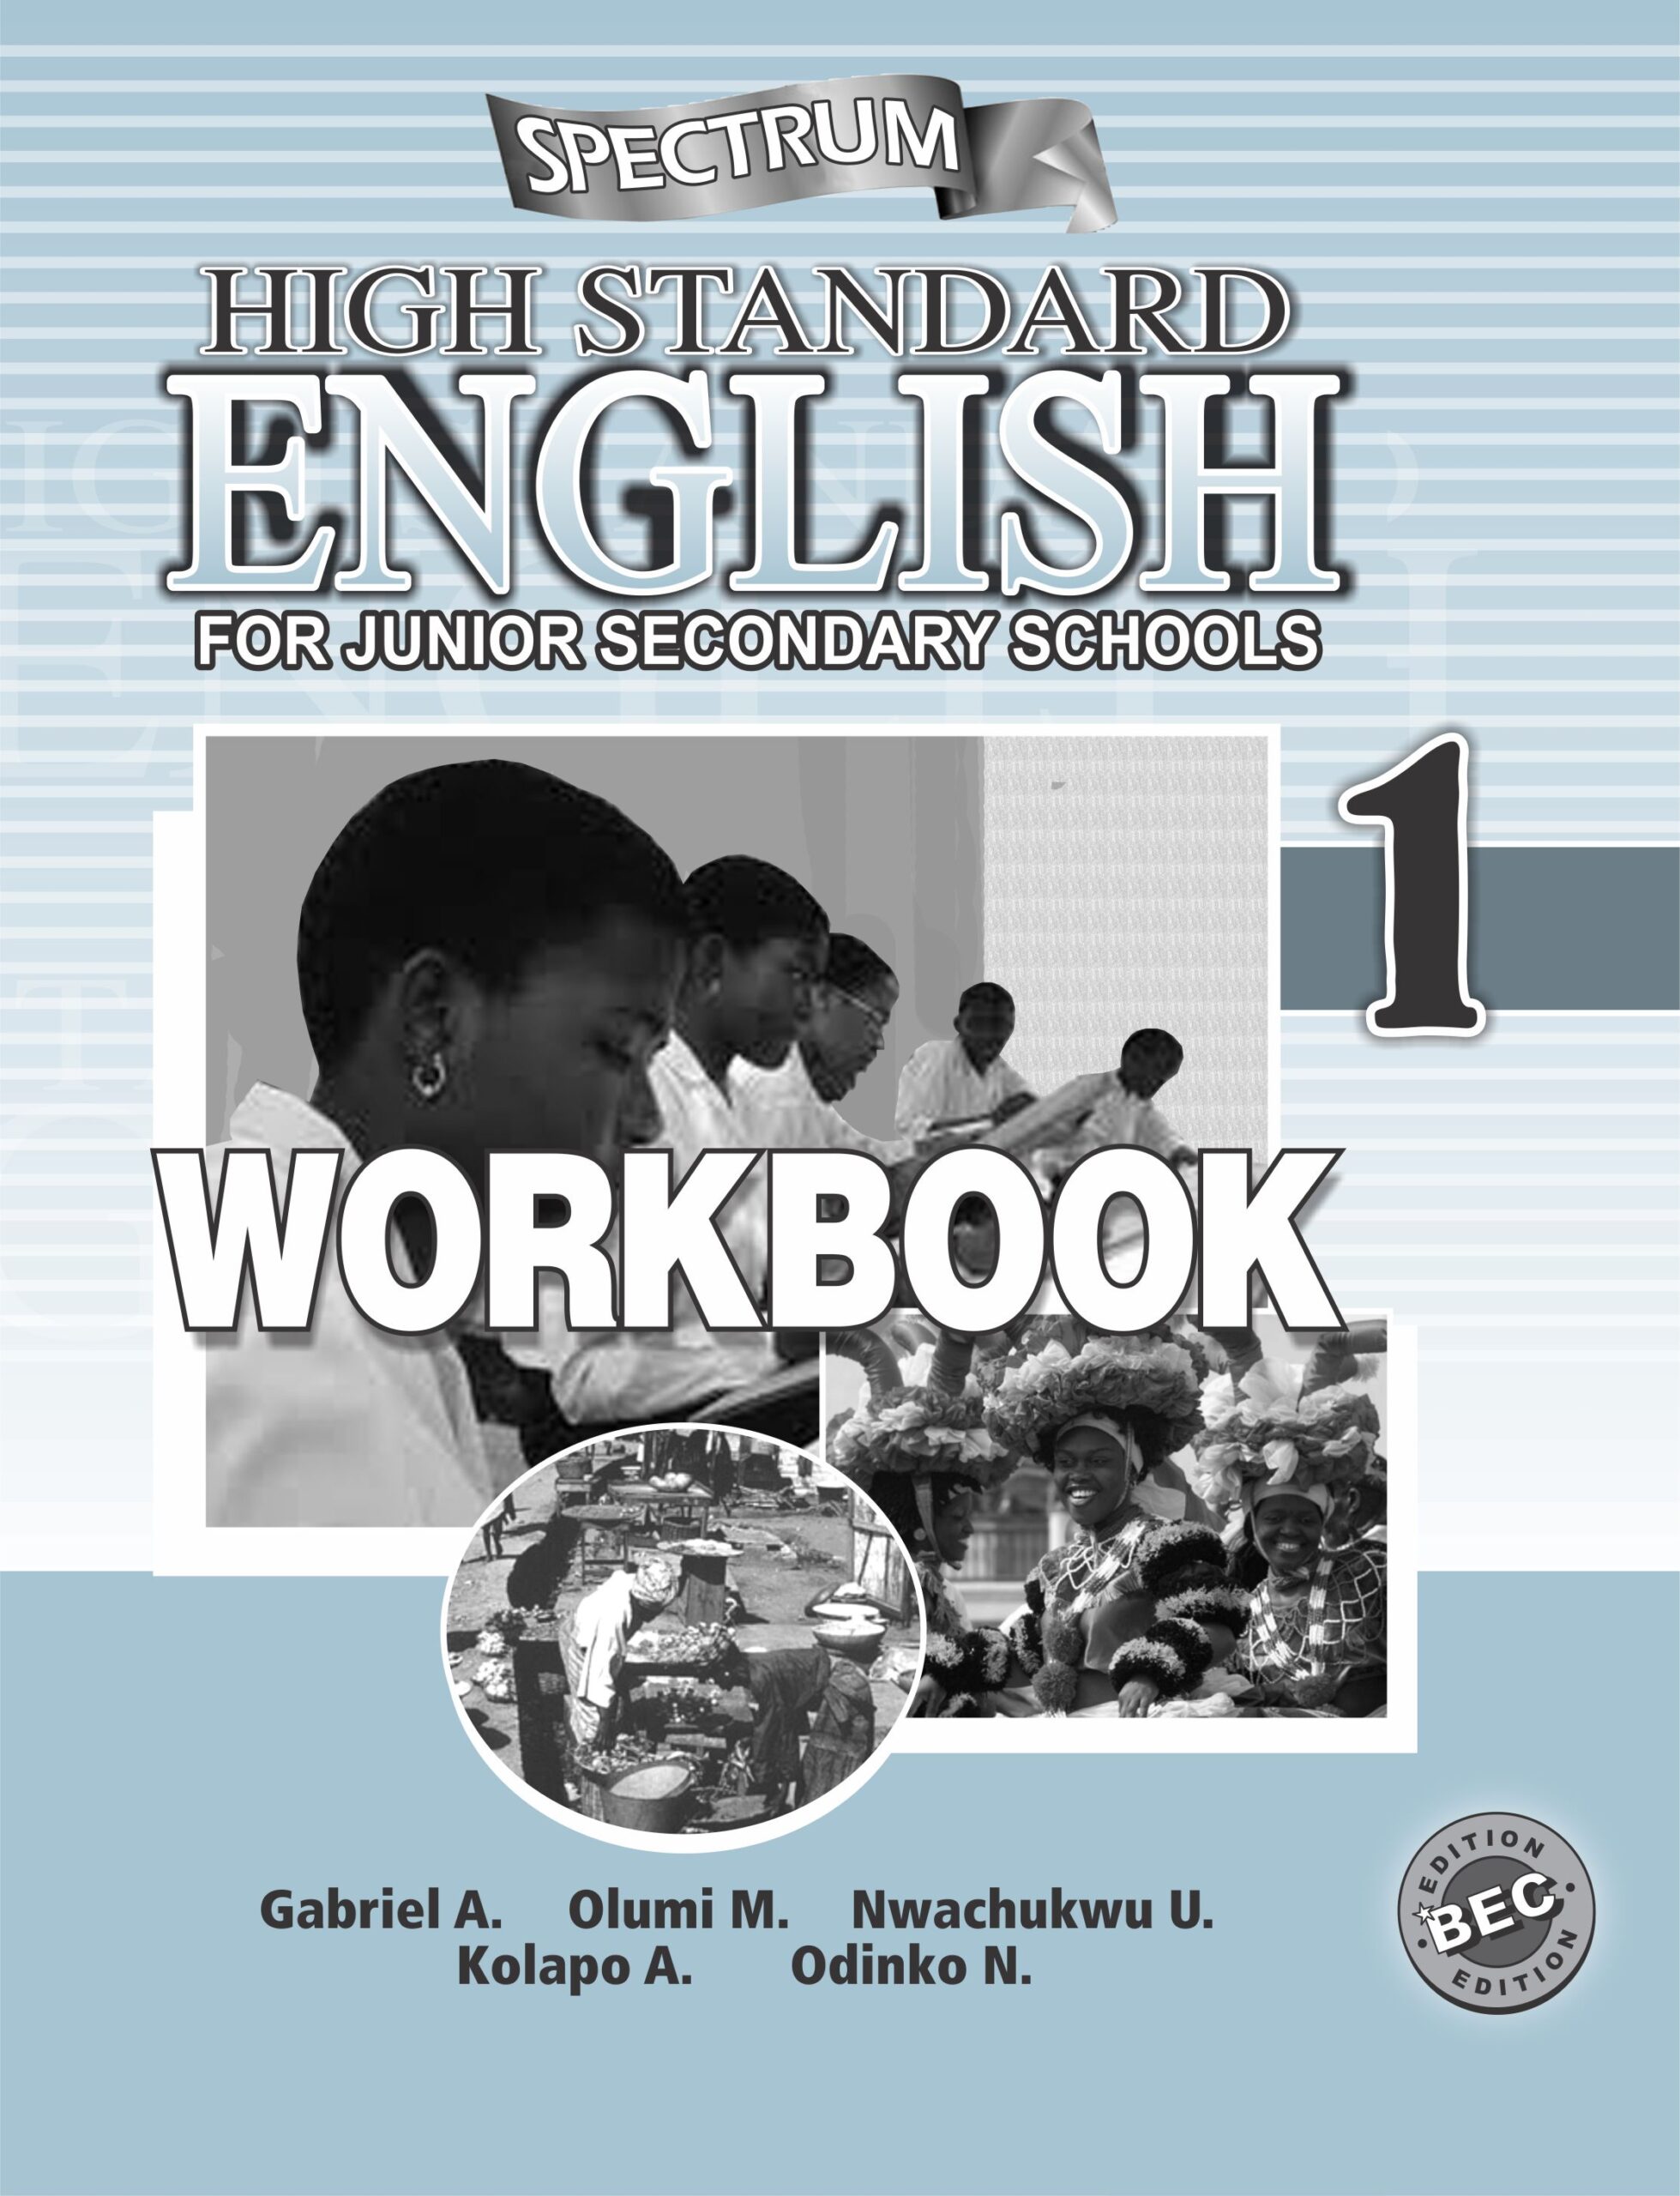 SPECTRUM
HIGH STANDARD
ENGLISH
FOR JUNIOR SECONDARY SCHOOLS
1
WORKBOOK
Gabriel A. Olumi M. Nwachukwu U.
Kolapo A. Odinko N.
EDITION
BEC
EDITION